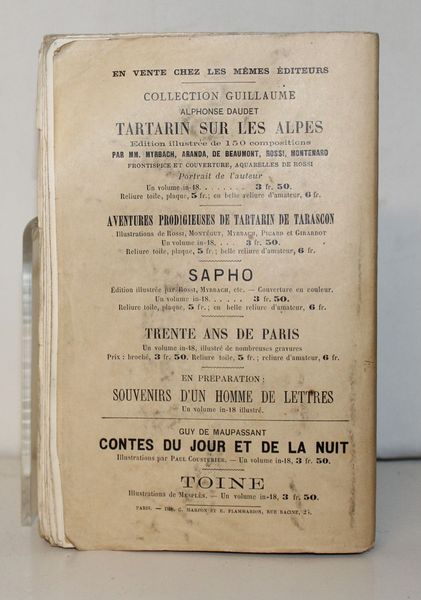 EN VENTE CHEZ LES MÊMES ÉDITEURS
COLLECTION GUILLAUME
ALPHONSE DAUDET
TARTARIN SUR LES ALPES
Edition illustrée de 150 compositions
PAR MM. MYRBACH, ARANDA, DE BEAUMONT, ROSSI, MONTENARD
FRONTISPICE ET COUVERTURE, AQUARELLES DE ROSSI
Portrait de l'auteur
Un volume in-18. . . . . . . . 3 fr. 50.
Reliure toile, plaque, 5 fr.; en belle reliure d'amateur, 6 fr.
AVENTURES PRODIGIEUSES DE TARTARIN DE TARASCON
Illustrations de Rossi, Montégut, Myrbach, Picard et Girardot
Un volume in-18. . . . 3 fr. 50.
Reliure toile, plaque, 5 fr.; belle reliure d'amateur, 6 fr.
SAPHO
Édition illustrée par Rossi, Myrbach, etc. — Couverture en couleur.
Un volume in-18. . . . . . 3 fr. 50.
Reliure toile, plaque, 5 fr.; en belle reliure d'amateur, 6 fr.
TRENTE ANS DE PARIS
Un volume in-18, illustré de nombreuses gravures
Prix : broché, 3 fr. 50. Reliure toile, 5 fr.; reliure d'amateur, 6 fr.
EN PRÉPARATION :
SOUVENIRS D'UN HOMME DE LETTRES
Un volume in-18 illustré.
GUY DE MAUPASSANT
CONTES DU JOUR ET DE LA NUIT
Illustrations par Paul Cousturier. — Un volume in-18, 3 fr. 50.
TOINE
Illustrations de Mesplès. — Un volume in-18, 3 fr. 50.
PARIS. — IMP. C. MARPON ET E. FLAMMARION, RUE RACINE, 26.